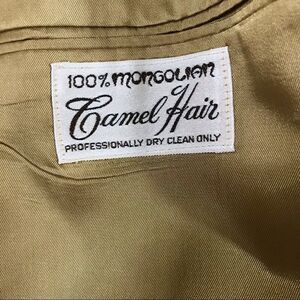 100% MONGOLIAN
Camel Hair
PROFESSIONALLY DRY CLEAN ONLY